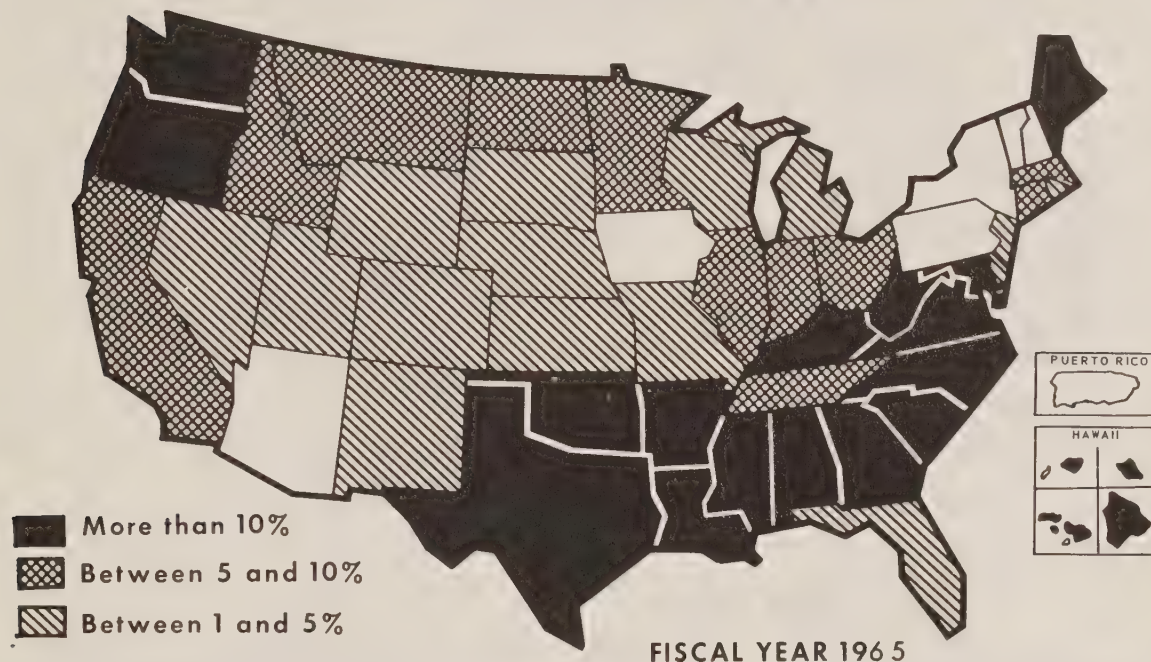 PUERTO RICO
HAWAII
More than 10%
Between 5 and 10%
Between 1 and 5%
FISCAL YEAR 1965